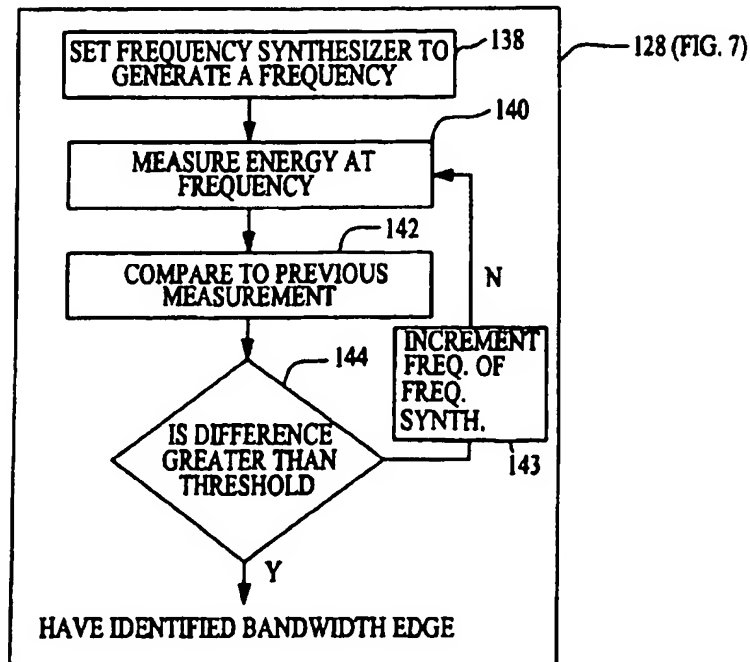 SET FREQUENCY SYNTHESIZER TO
GENERATE A FREQUENCY
138
128 (FIG. 7)
140
MEASURE ENERGY AT
FREQUENCY
142
COMPARE TO PREVIOUS
MEASUREMENT
N
144
INCREMENT
FREQ. OF
FREQ.
SYNTH.
143
IS DIFFERENCE
GREATER THAN
THRESHOLD
Y
HAVE IDENTIFIED BANDWIDTH EDGE